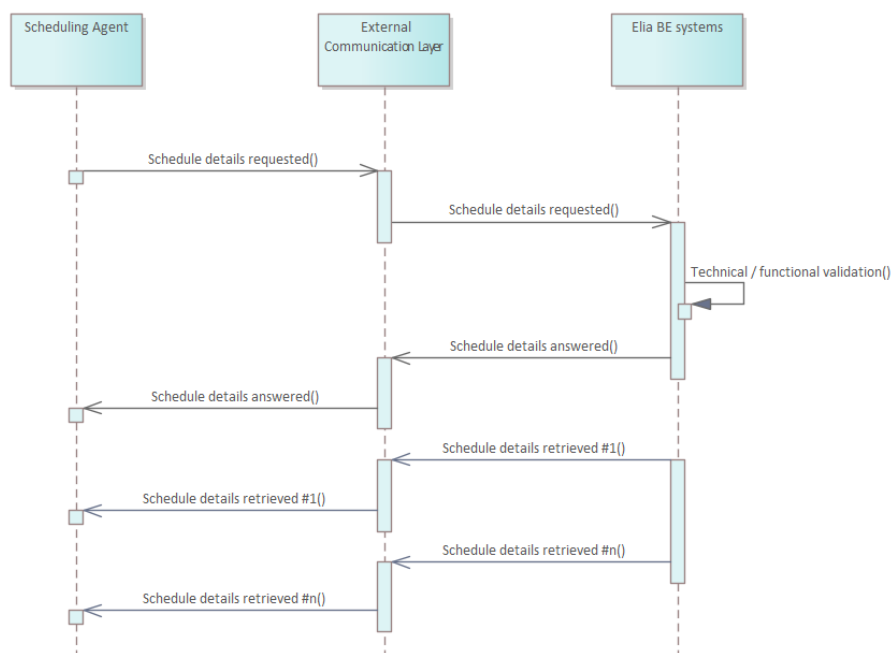 Scheduling Agent
External
Communication Layer
Elia BE systems
Schedule details requested()
Schedule details requested()
Technical / functional validation()
Schedule details answered()
Schedule details answered()
Schedule details retrieved #1()
Schedule details retrieved #1()
Schedule details retrieved #n()
Schedule details retrieved #n()